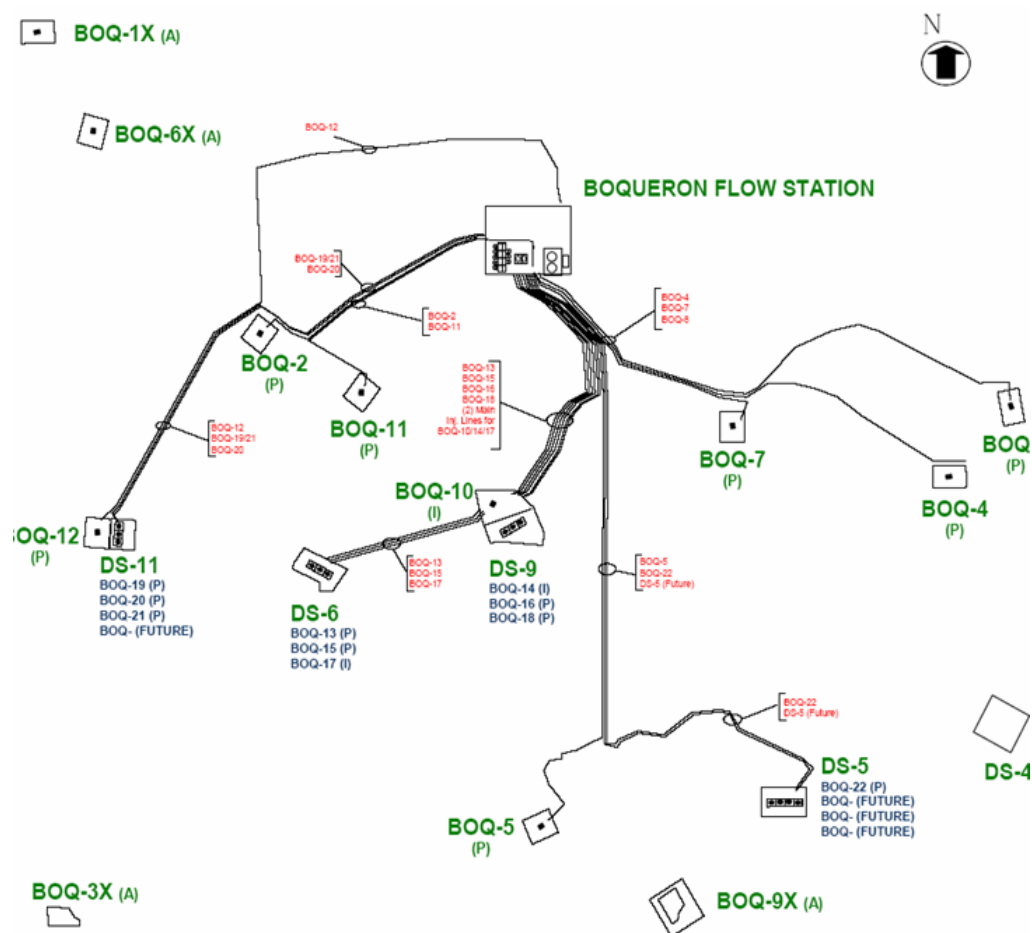 BOQ-1X (A)
N
BOQ-6X (A)
BOQ-12
BOQUERON FLOW STATION
BOQ-19/21
BOQ-20
BOQ-2
BOQ-11
BOQ-4
BOQ-7
BOQ-8
BOQ-2
(P)
BOQ-13
BOQ-15
BOQ-16
BOQ-18
(2) Main
Inj. Lines for
BOQ-10/14/17
BOQ-11
(P)
BOQ-12
BOQ-19/21
BOQ-20
BOQ-7
(P)
BOQ
(P)
BOQ-4
(P)
BOQ-10
(I)
OQ-12
(P)
DS-11
BOQ-19 (P)
BOQ-20 (P)
BOQ-21 (P)
BOQ- (FUTURE)
BOQ-13
BOQ-15
BOQ-17
DS-6
BOQ-13 (P)
BOQ-15 (P)
BOQ-17 (I)
DS-9
BOQ-14 (I)
BOQ-16 (P)
BOQ-18 (P)
BOQ-5
BOQ-22
DS-5 (Future)
BOQ-22
DS-5 (Future)
DS-4
DS-5
BOQ-22 (P)
BOQ- (FUTURE)
BOQ- (FUTURE)
BOQ- (FUTURE)
BOQ-5
(P)
BOQ-3X (A)
BOQ-9X (A)